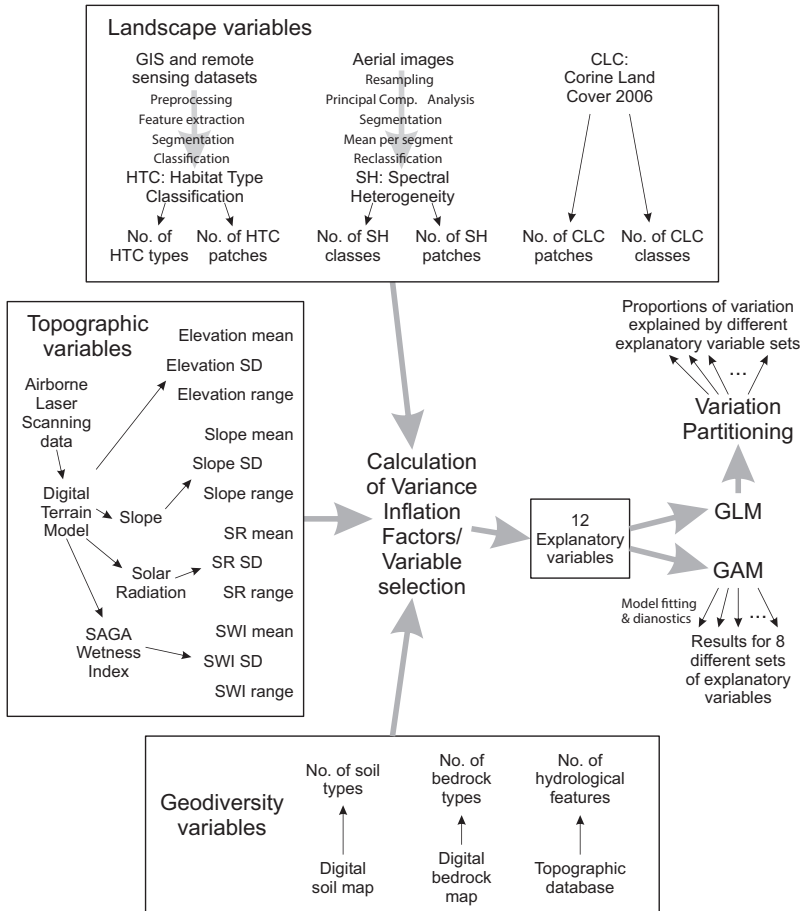 Landscape variables
GIS and remote
sensing datasets
Preprocessing
Feature extraction
Segmentation
Classification
HTC: Habitat Type
Classification
No. of
HTC types
No. of HTC
patches
Aerial images
Resampling
Principal Comp. Analysis
Segmentation
Mean per segment
Reclassification
SH: Spectral
Heterogeneity
No. of SH
classes
No. of SH
patches
CLC:
Corine Land
Cover 2006
No. of CLC
patches
No. of CLC
classes
Topographic
variables
Airborne
Laser
Scanning
data
Digital
Terrain
Model
Slope
Solar
Radiation
SAGA
Wetness
Index
Elevation mean
Elevation SD
Elevation range
Slope mean
Slope SD
Slope range
SR mean
SR SD
SR range
SWI mean
SWI SD
SWI range
Calculation
of Variance
Inflation
Factors/
Variable
selection
12
Explanatory
variables
Proportions of variation
explained by different
explanatory variable sets
...
Variation
Partitioning
GLM
GAM
Model fitting
& dianostics
...
Results for 8
different sets
of explanatory
variables
Geodiversity
variables
No. of soil
types
Digital
soil map
No. of
bedrock
types
Digital
bedrock
map
No. of
hydrological
features
Topographic
database